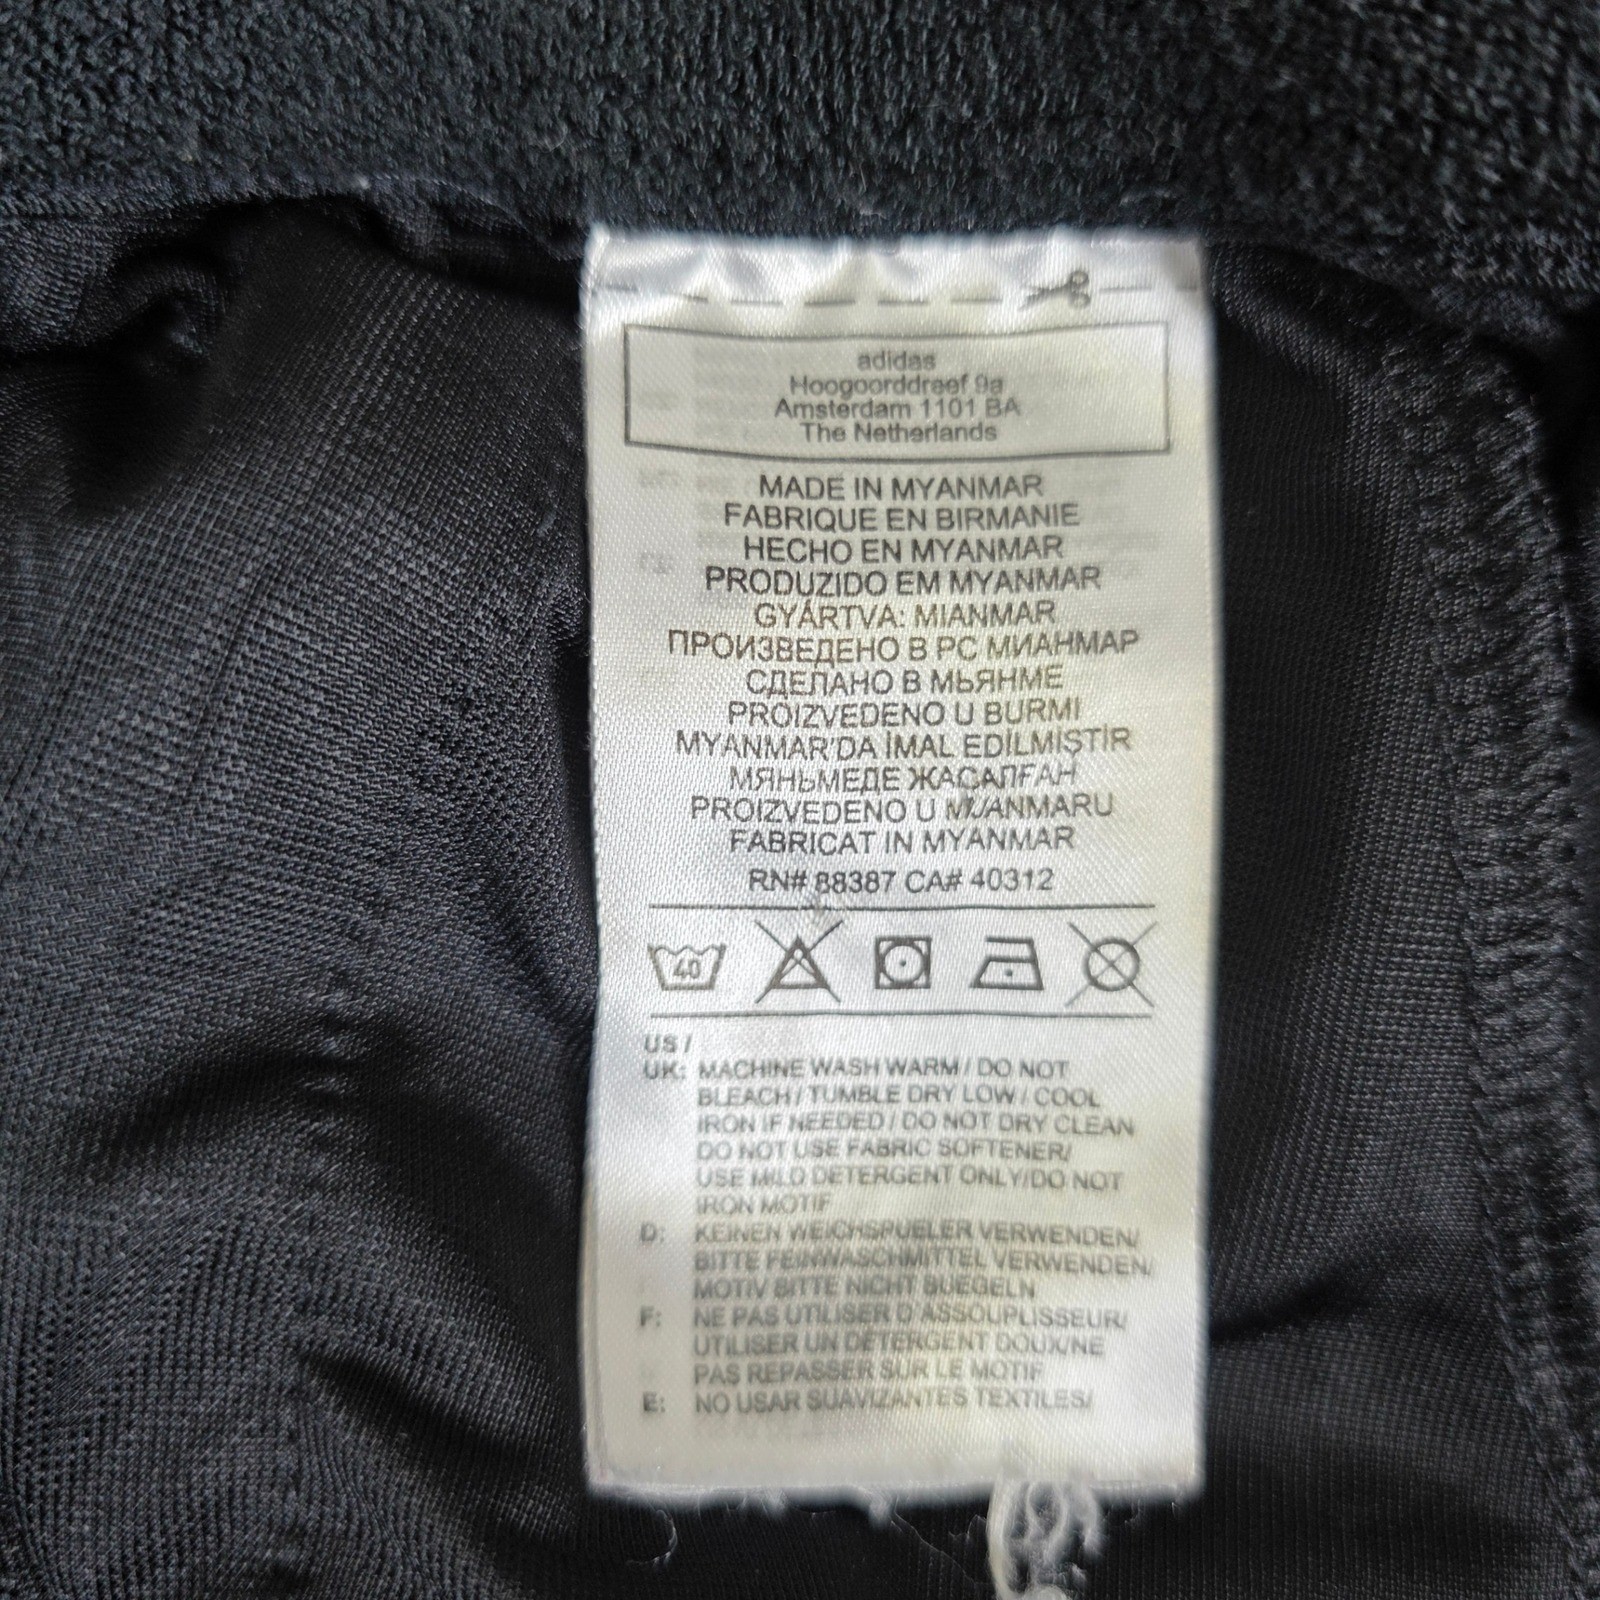 adidas
Hoogoorddreef 9a
Amsterdam 1101 BA
The Netherlands
MADE IN MYANMAR
FABRIQUE EN BIRMANIE
HECHO EN MYANMAR
PRODUZIDO EM MYANMAR
GYÁRTVA: MIANMAR
ПРОИЗВЕДЕНО В РС МИАНМАР
СДЕЛАНО В МЬЯНМЕ
PROIZVEDENO U BURMI
MYANMAR'DA İMAL EDİLMİŞTİR
МЯНЬМЕДЕ ЖАСАЛҒАН
PROIZVEDENO U MIJANMARU
FABRICAT IN MYANMAR
RN# 88387 CA# 40312
40
US /
UK: MACHINE WASH WARM / DO NOT
BLEACH / TUMBLE DRY LOW / COOL
IRON IF NEEDED / DO NOT DRY CLEAN
DO NOT USE FABRIC SOFTENER/
USE MILD DETERGENT ONLY/DO NOT
IRON MOTIF
D: KEINEN WEICHSPUELER VERWENDEN/
BITTE FEINWASCHMITTEL VERWENDEN/
MOTIV BITTE NICHT BUEGELN
F: NE PAS UTILISER D'ASSOUPLISSEUR/
UTILISER UN DÉTERGENT DOUX/NE
PAS REPASSER SUR LE MOTIF
E: NO USAR SUAVIZANTES TEXTILES/